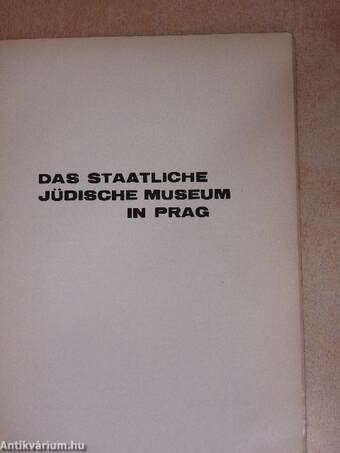 DAS STAATLICHE
JÜDISCHE MUSEUM
IN PRAG
© Antikvárium.hu